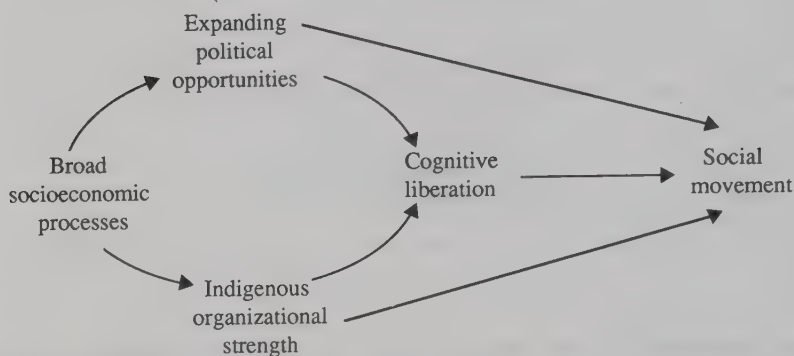 Expanding
political
opportunities
Broad
socioeconomic
processes
Cognitive
liberation
Social
movement
Indigenous
organizational
strength